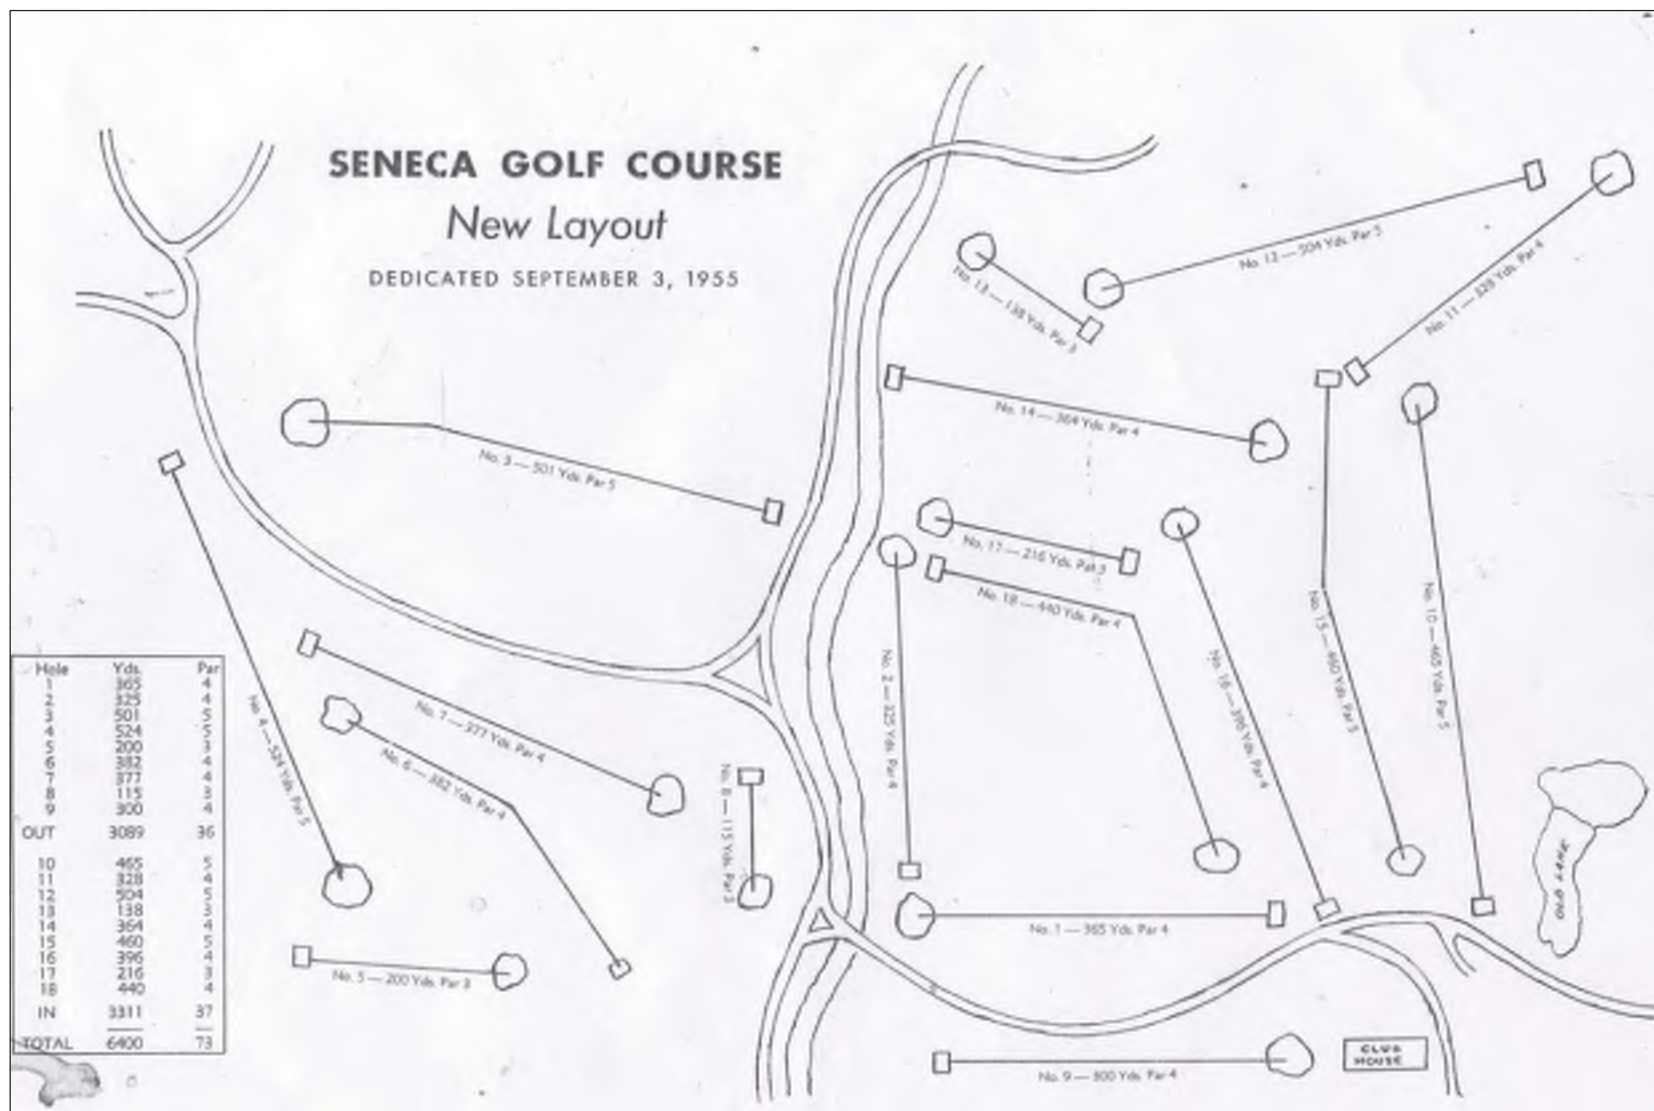 SENECA GOLF COURSE
New Layout
DEDICATED SEPTEMBER 3, 1955
No. 13 — 138 Yds. Par 3
No. 12 — 504 Yds. Par 5
No. 11 — 328 Yds. Par 4
No. 14 — 364 Yds. Par 4
No. 3 — 501 Yds. Par 5
No. 17 — 216 Yds. Par 3
No. 18 — 440 Yds. Par 4
No. 2 — 325 Yds. Par 4
No. 16 — 396 Yds. Par 4
No. 15 — 460 Yds. Par 5
No. 10 — 465 Yds. Par 5
No. 4 — 524 Yds. Par 5
No. 7 — 377 Yds. Par 4
No. 6 — 382 Yds. Par 4
No. 8 — 115 Yds. Par 3
No. 1 — 365 Yds. Par 4
No. 5 — 200 Yds. Par 3
No. 9 — 300 Yds. Par 4
OLD LAKE
CLUB
HOUSE
Hole Yds. Par
1 365 4
2 325 4
3 501 5
4 524 5
5 200 3
6 382 4
7 377 4
8 115 3
9 300 4
OUT 3089 36
10 465 5
11 328 4
12 504 5
13 138 3
14 364 4
15 460 5
16 396 4
17 216 3
18 440 4
IN 3311 37
TOTAL 6400 73